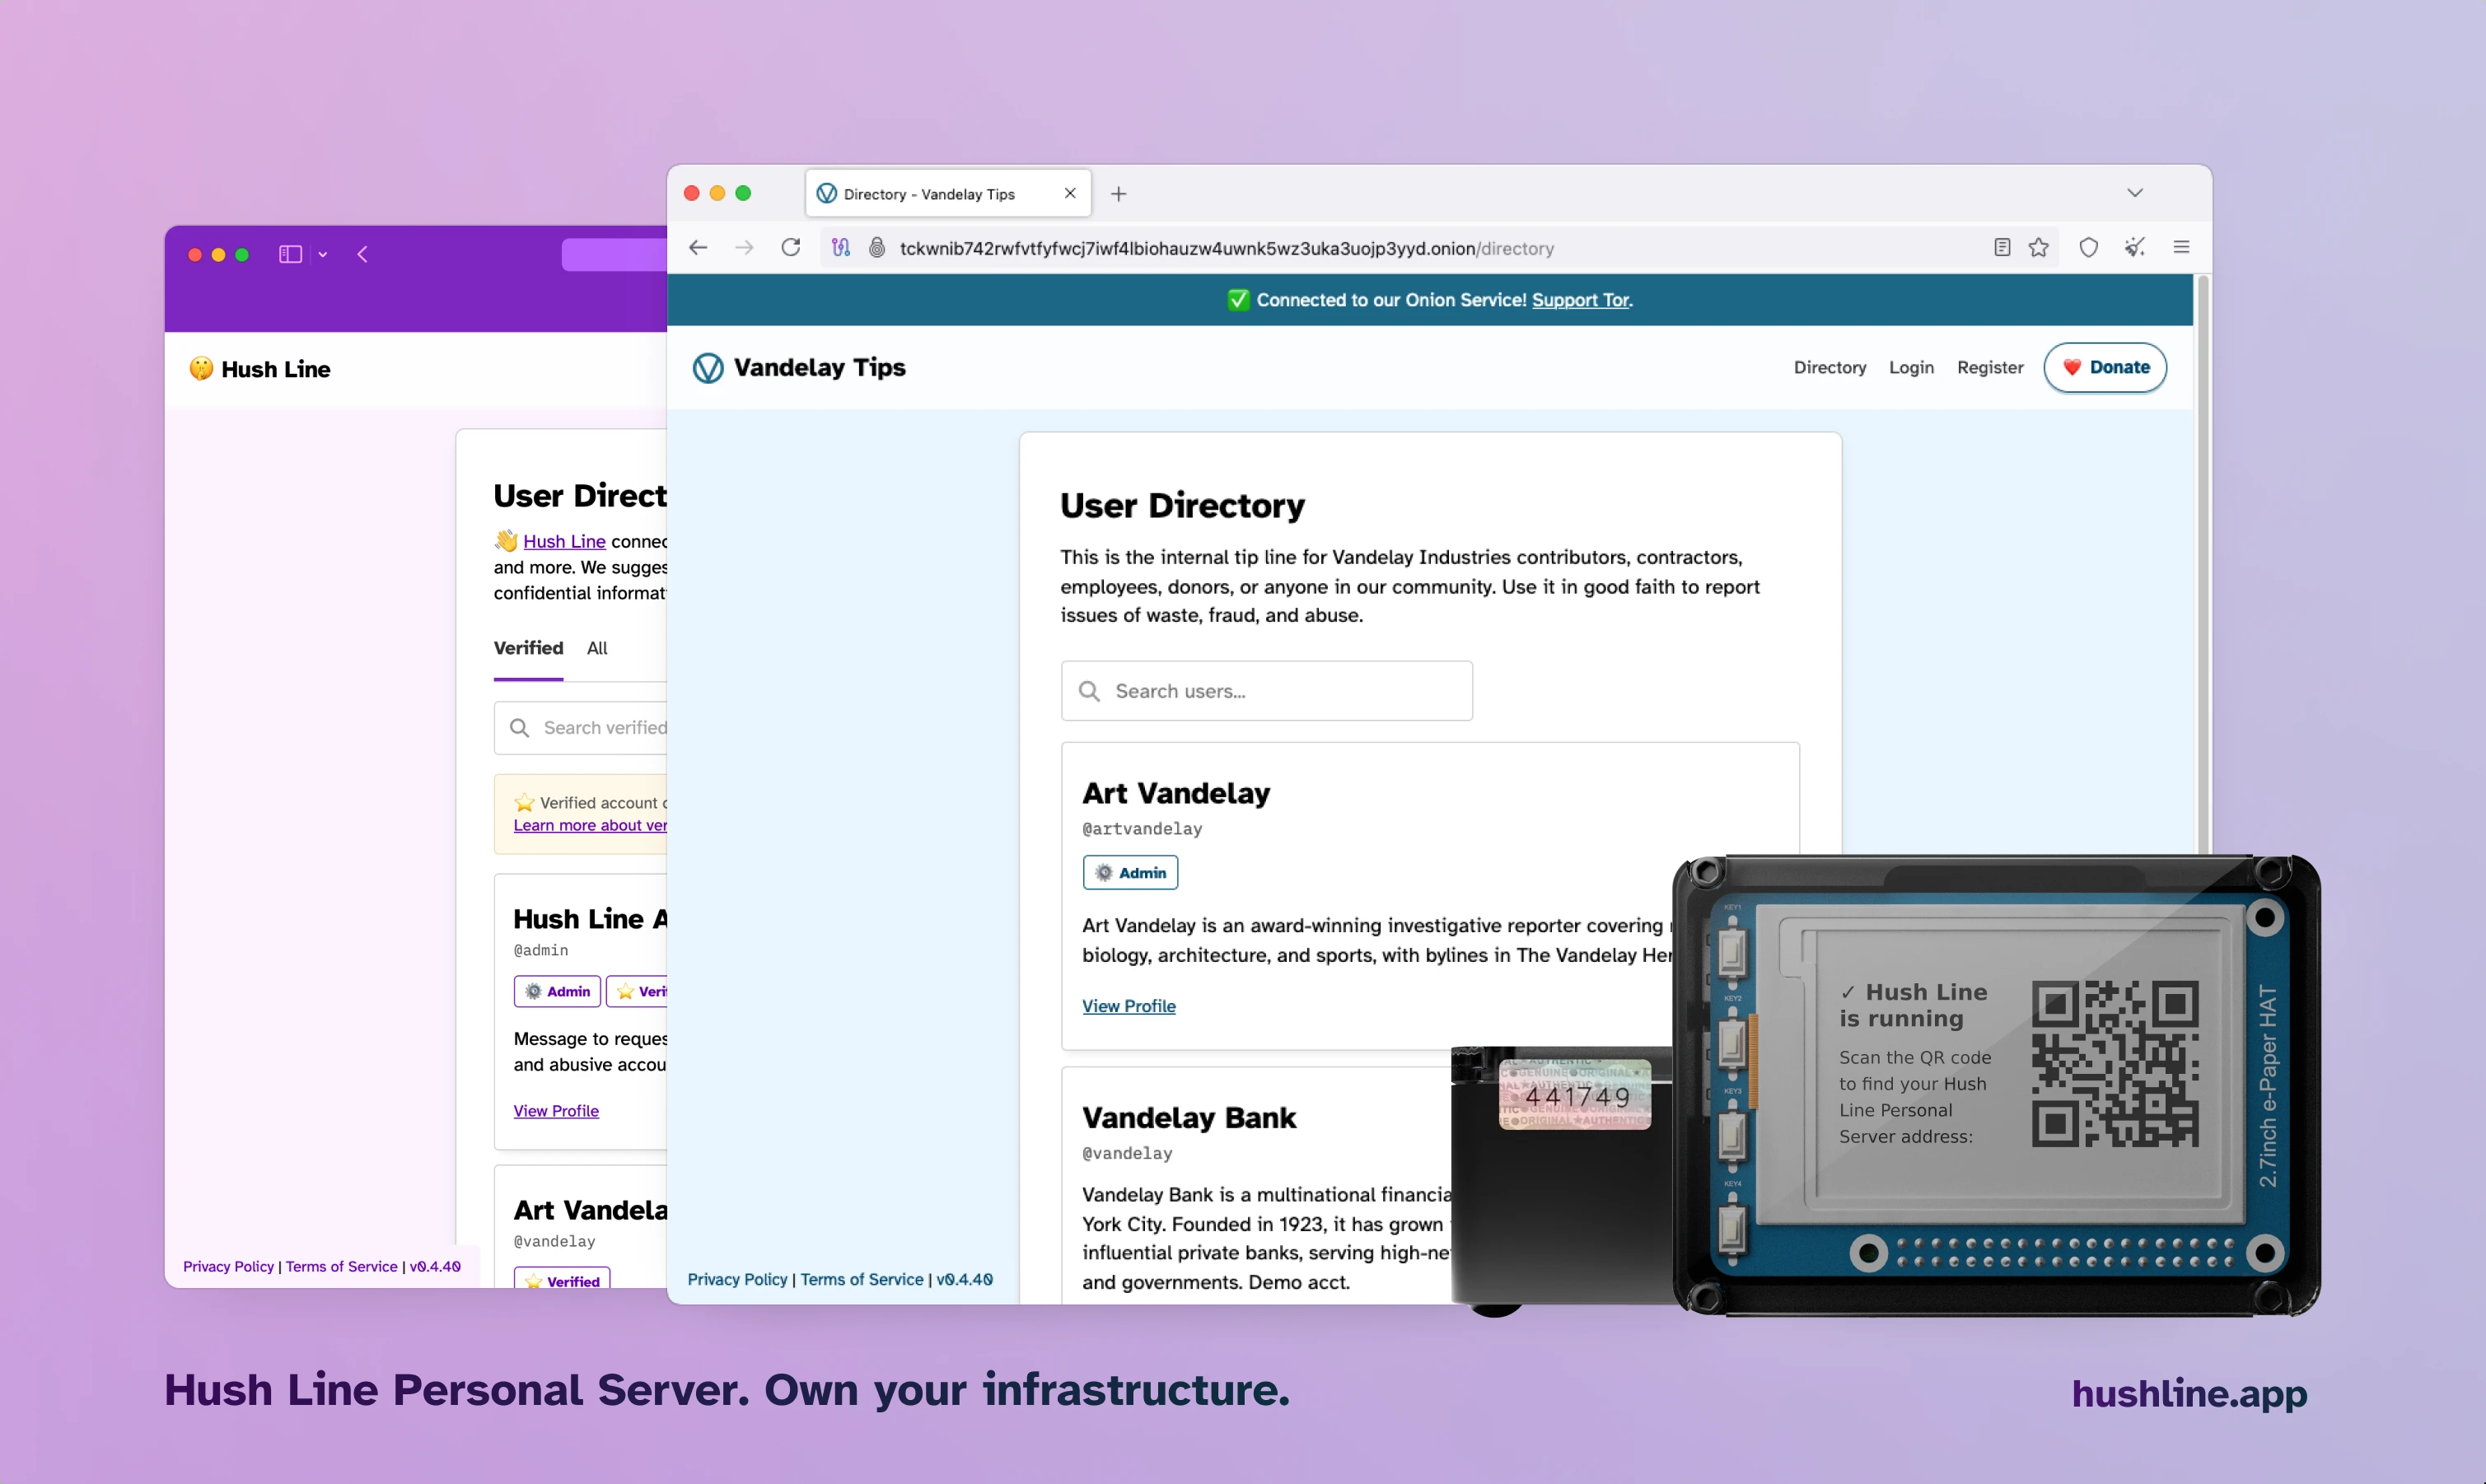 Directory - Vandelay Tips
tckwnib742rwfvtfyfwcj7iwf4lbiohauzw4uwnk5wz3uka3uojp3yyd.onion/directory
✅ Connected to our Onion Service! Support Tor.
Vandelay Tips
Directory Login Register ❤️ Donate
User Directory
This is the internal tip line for Vandelay Industries contributors, contractors,
employees, donors, or anyone in our community. Use it in good faith to report
issues of waste, fraud, and abuse.
Search users...
Art Vandelay
@artvandelay
Admin
Art Vandelay is an award-winning investigative reporter covering
biology, architecture, and sports, with bylines in The Vandelay Her
View Profile
Vandelay Bank
@vandelay
Vandelay Bank is a multinational financia
York City. Founded in 1923, it has grown
influential private banks, serving high-ne
and governments. Demo acct.
Privacy Policy | Terms of Service | v0.4.40
Hush Line
User Direct
👋 Hush Line connec
and more. We sugges
confidential informat
Verified All
Search verified
⭐ Verified account
Learn more about ver
Hush Line A
@admin
Admin ⭐ Veri
Message to reques
and abusive accou
View Profile
Art Vandela
@vandelay
⭐ Verified
Privacy Policy | Terms of Service | v0.4.40
441749
KEY1
KEY2
KEY3
KEY4
✓ Hush Line
is running
Scan the QR code
to find your Hush
Line Personal
Server address:
2.7inch e-Paper HAT
Hush Line Personal Server. Own your infrastructure.
hushline.app